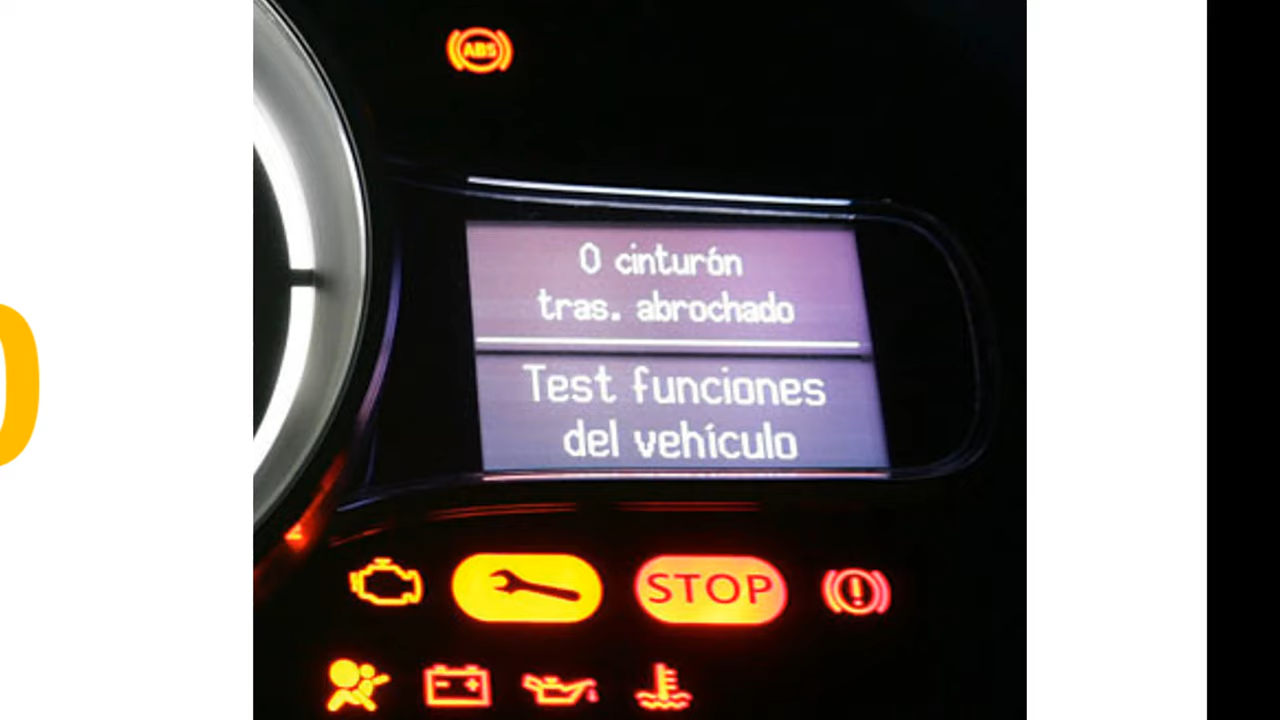 ABS
0 cinturón
tras. abrochado
Test funciones
del vehículo
STOP